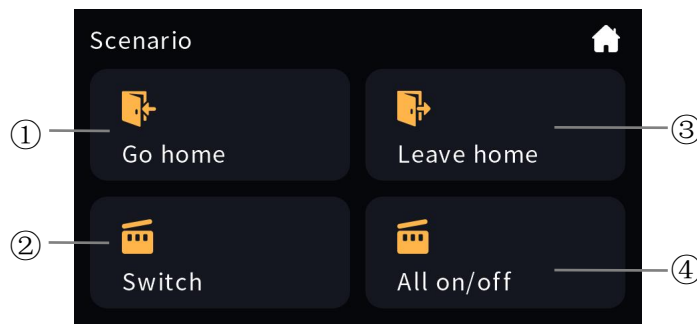 Scenario
① Go home
③ Leave home
② Switch
④ All on/off